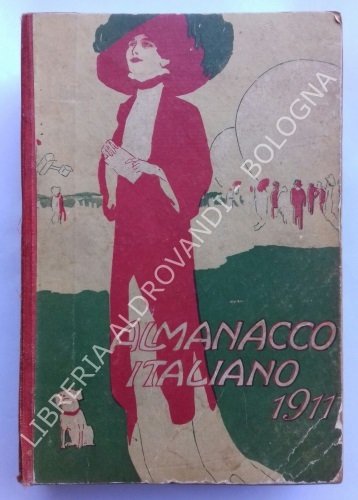 ALMANACCO
ITALIANO
1911
LIBRERIA ALDROVANDI - BOLOGNA